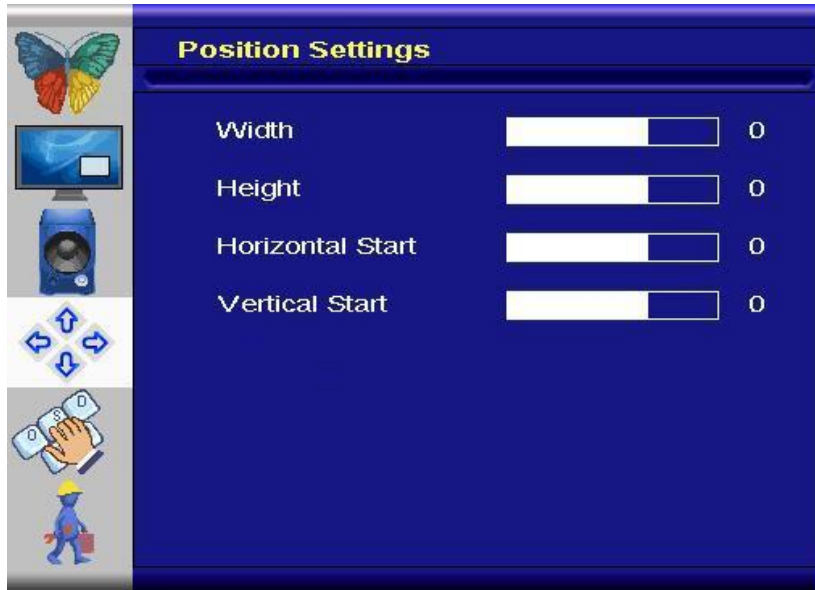 Position Settings
Width 0
Height 0
Horizontal Start 0
Vertical Start 0
O S D